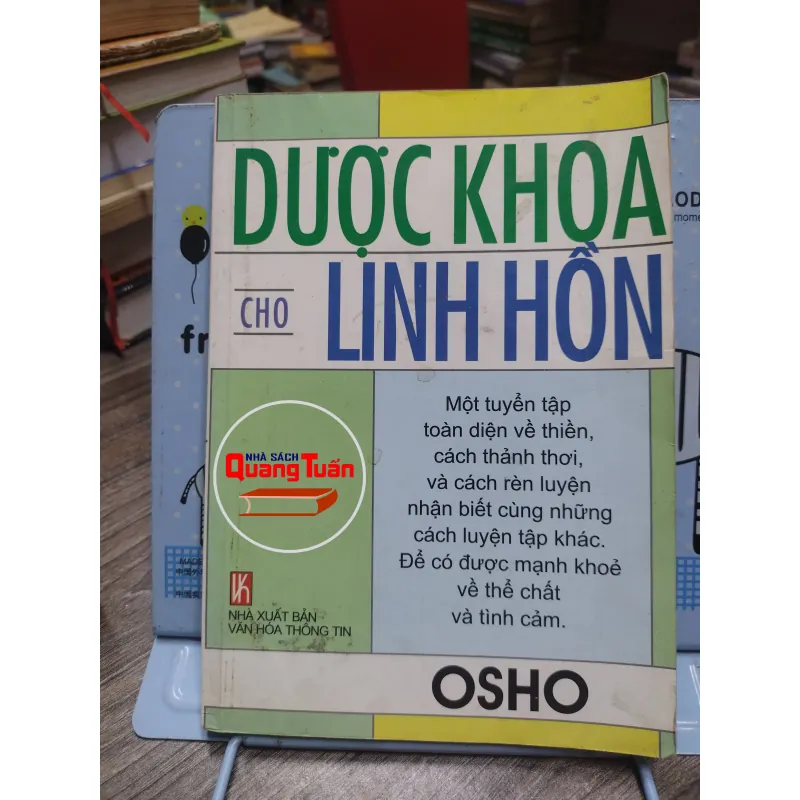 DƯỢC KHOA
CHO
LINH HỒN
Một tuyển tập
toàn diện về thiền,
cách thảnh thơi,
và cách rèn luyện
nhận biết cùng những
cách luyện tập khác.
Để có được mạnh khoẻ
về thể chất
và tình cảm.
NHÀ SÁCH
Quang Tuấn
NHÀ XUẤT BẢN
VĂN HÓA THÔNG TIN
OSHO
fr